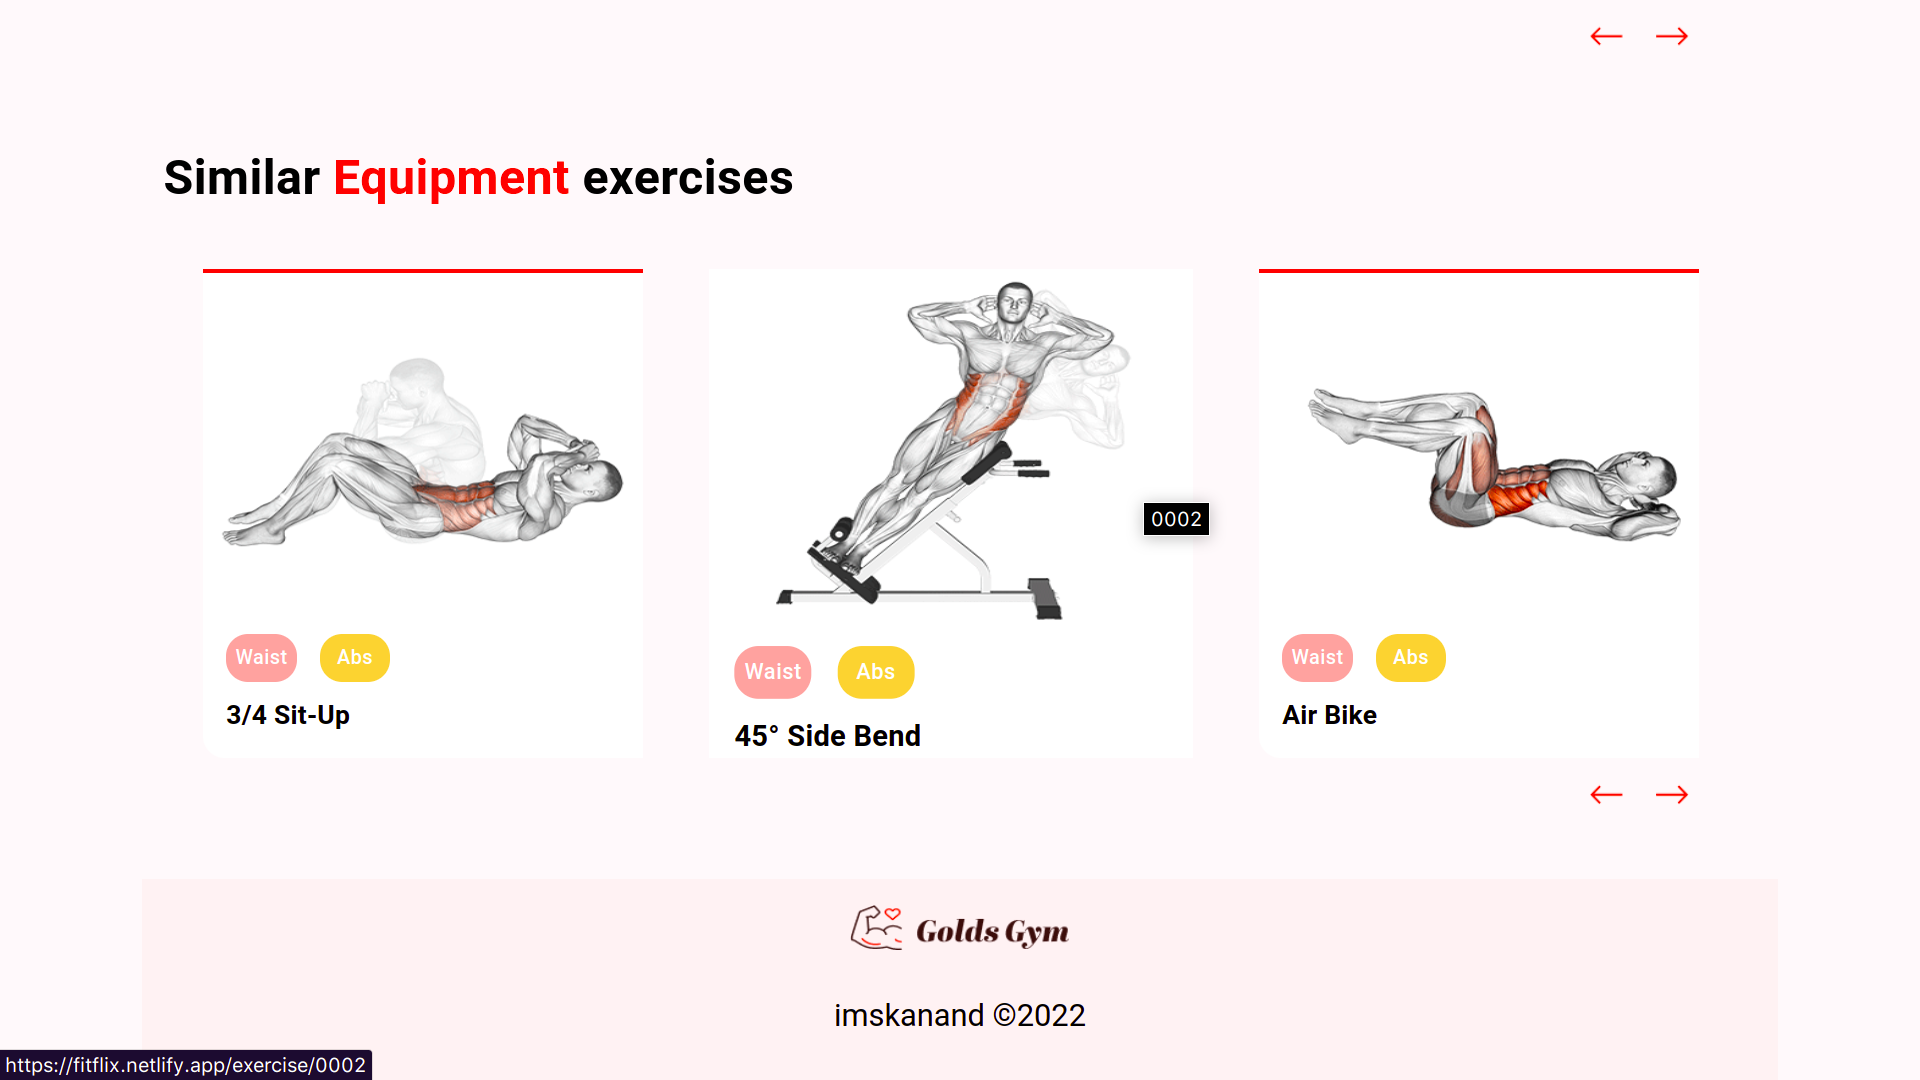 Similar Equipment exercises
0002
Waist Abs
3/4 Sit-Up
Waist Abs
45° Side Bend
Waist Abs
Air Bike
Golds Gym
imskanand ©2022
https://fitflix.netlify.app/exercise/0002